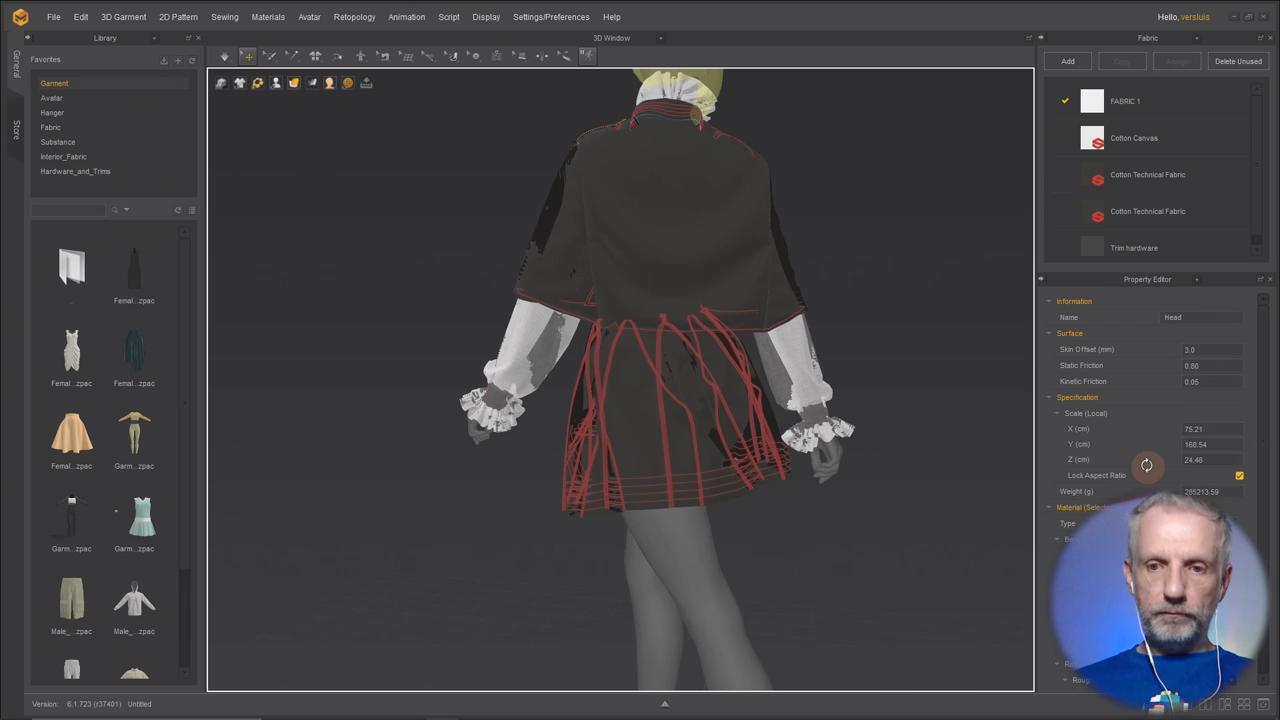 File Edit 3D Garment 2D Pattern Sewing Materials Avatar Retopology Animation Script Display Settings/Preferences Help Hello, versluis
Library 3D Window Fabric
General
Store
Favorites
Garment
Avatar
Hanger
Fabric
Substance
Interior_Fabric
Hardware_and_Trims
..
Femal...zpac
Femal...zpac
Femal...zpac
Femal...zpac
Garm...zpac
Garm...zpac
Garm...zpac
Male_...zpac
Male_...zpac
Version: 6.1.723 (r37401) Untitled
Add Copy Assign Delete Unused
FABRIC 1
Cotton Canvas
Cotton Technical Fabric
Cotton Technical Fabric
Trim hardware
Property Editor
Information
Name Head
Surface
Skin Offset (mm) 3.0
Static Friction 0.80
Kinetic Friction 0.05
Specification
Scale (Local)
X (cm) 75.21
Y (cm) 168.54
Z (cm) 24.46
Lock Aspect Ratio
Weight (g) 265213.59
Material (Selec
Type